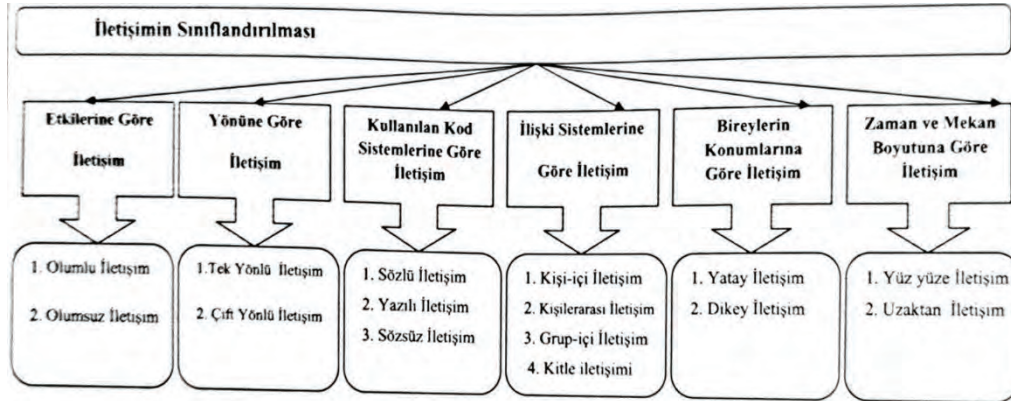 İletişimin Sınıflandırılması
Etkilerine Göre
İletişim
Yönüne Göre
İletişim
Kullanılan Kod
Sistemlerine Göre
İletişim
İlişki Sistemlerine
Göre İletişim
Bireylerin
Konumlarına
Göre İletişim
Zaman ve Mekan
Boyutuna Göre
İletişim
1. Olumlu İletişim
2. Olumsuz İletişim
1.Tek Yönlü İletişim
2. Çift Yönlü İletişim
1. Sözlü İletişim
2. Yazılı İletişim
3. Sözsüz İletişim
1. Kişi-içi İletişim
2. Kişilerarası İletişim
3. Grup-içi İletişim
4. Kitle iletişimi
1. Yatay İletişim
2. Dikey İletişim
1. Yüz yüze İletişim
2. Uzaktan İletişim